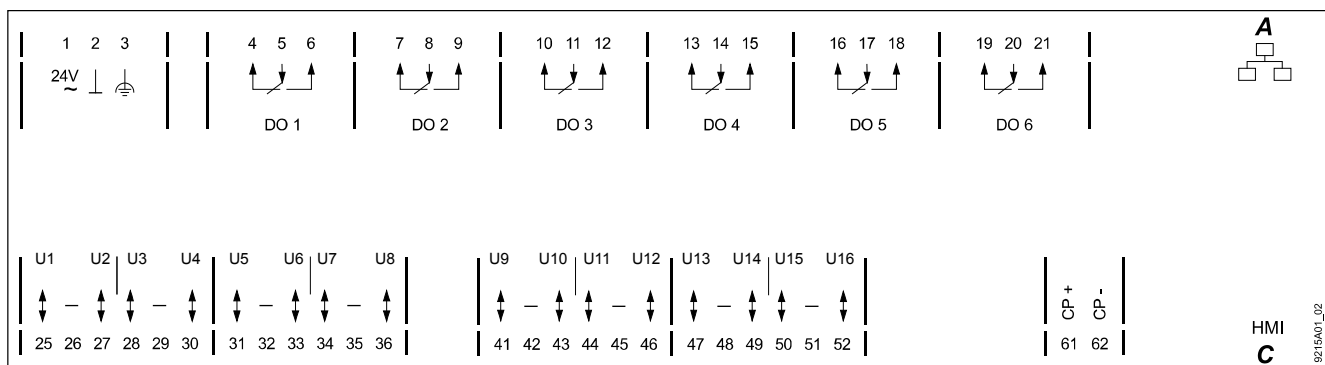 1 2 3 4 5 6 7 8 9 10 11 12 13 14 15 16 17 18 19 20 21 A
24V
~
DO 1 DO 2 DO 3 DO 4 DO 5 DO 6
U1 U2 U3 U4 U5 U6 U7 U8 U9 U10 U11 U12 U13 U14 U15 U16
CP +
CP -
25 26 27 28 29 30 31 32 33 34 35 36 41 42 43 44 45 46 47 48 49 50 51 52 61 62
HMI
C
9215A01_02